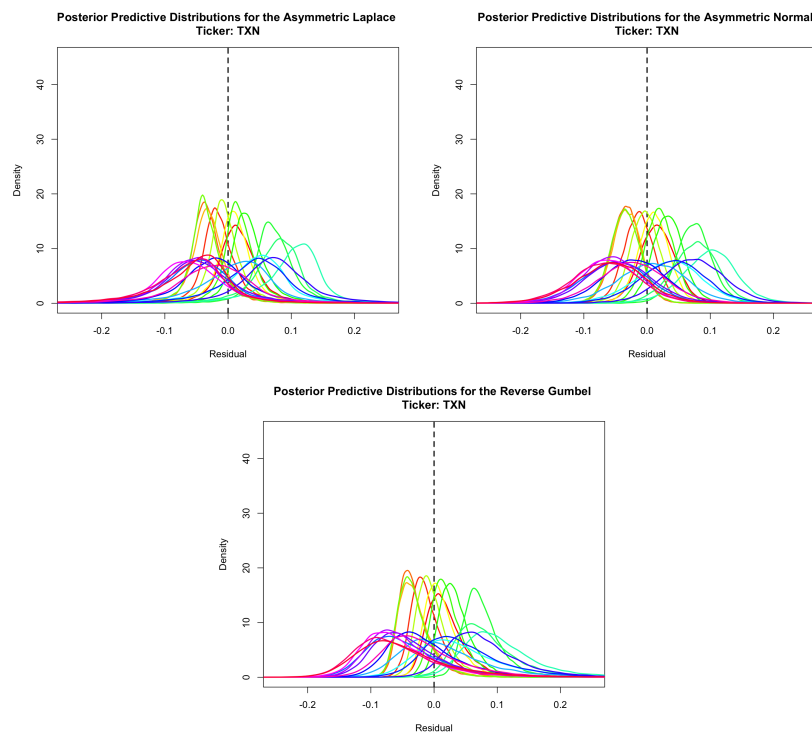 Posterior Predictive Distributions for the Asymmetric Laplace
Ticker: TXN
Density
40
30
20
10
0
-0.2 -0.1 0.0 0.1 0.2
Residual
Posterior Predictive Distributions for the Asymmetric Normal
Ticker: TXN
Density
40
30
20
10
0
-0.2 -0.1 0.0 0.1 0.2
Residual
Posterior Predictive Distributions for the Reverse Gumbel
Ticker: TXN
Density
40
30
20
10
0
-0.2 -0.1 0.0 0.1 0.2
Residual